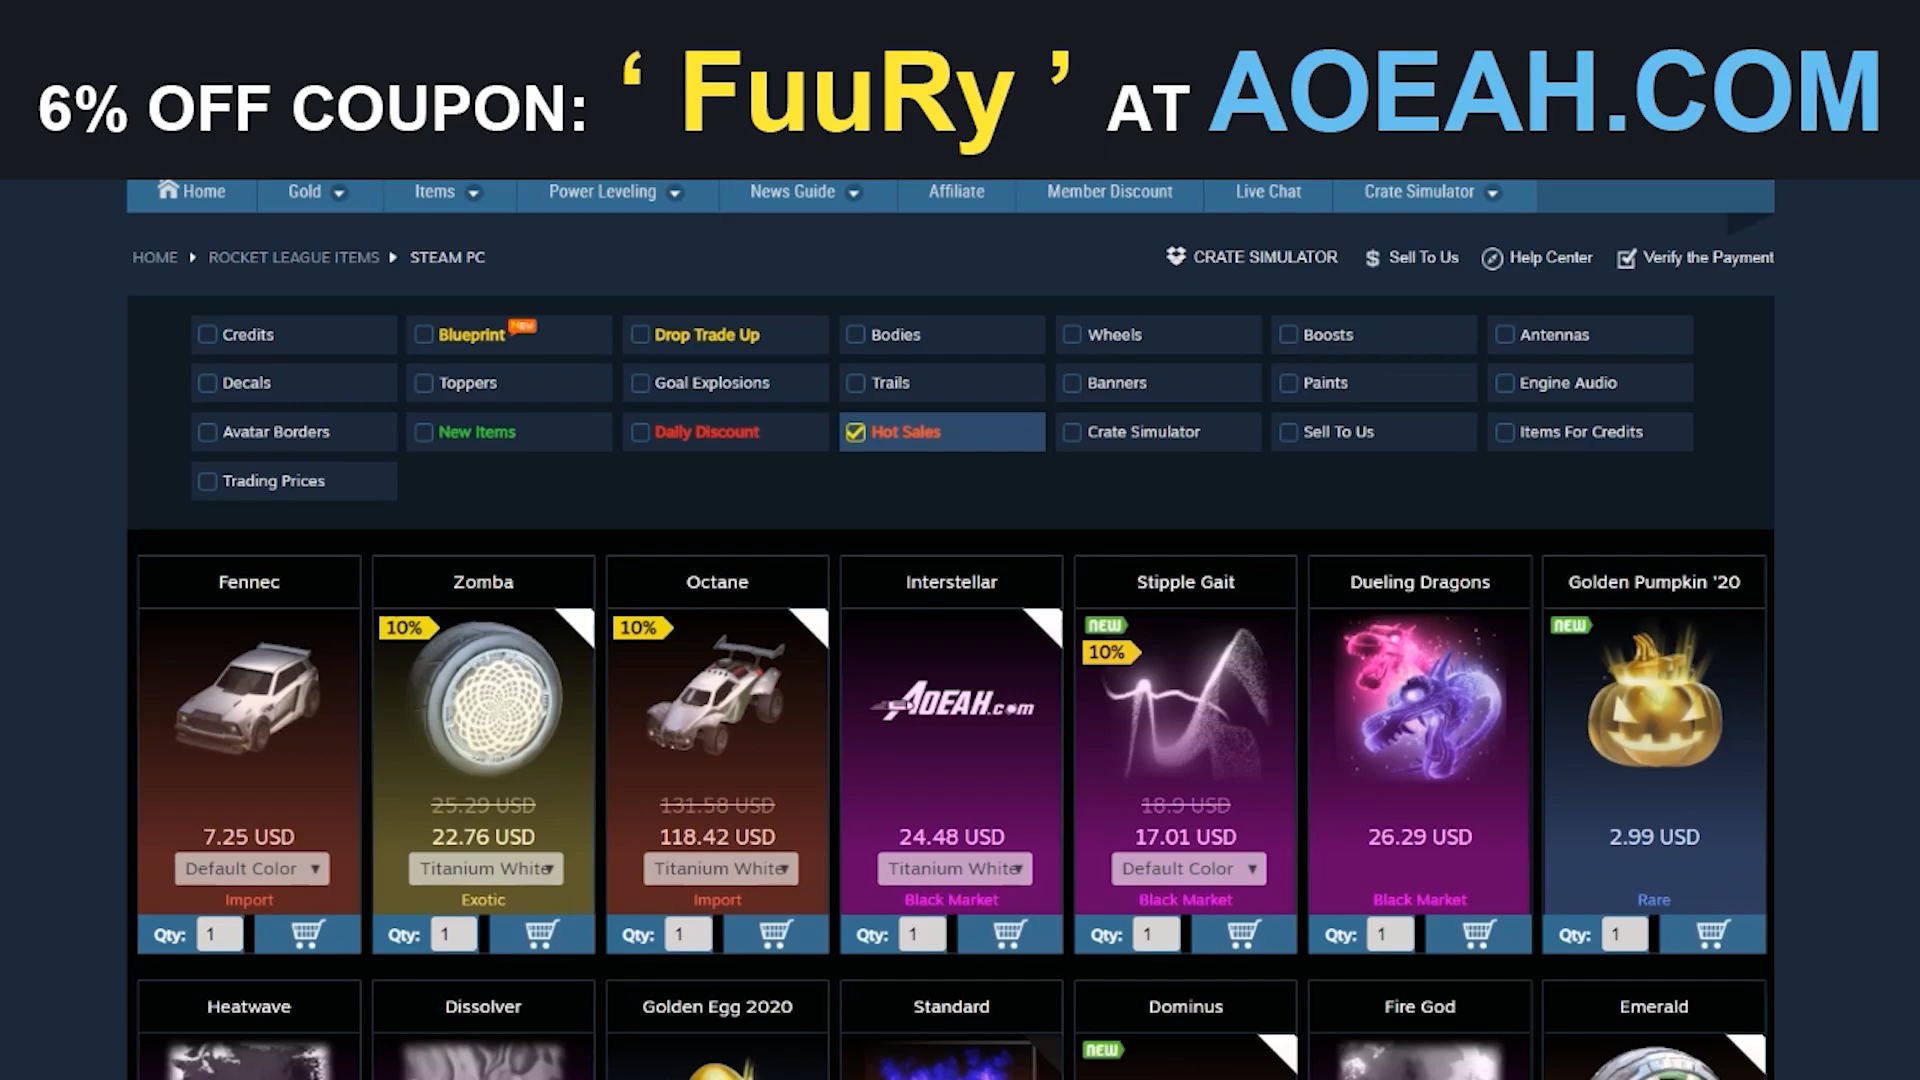 6% OFF COUPON: ‘ FuuRy ’ AT AOEAH.COM
Home Gold Items Power Leveling News Guide Affiliate Member Discount Live Chat Crate Simulator
HOME ROCKET LEAGUE ITEMS STEAM PC CRATE SIMULATOR Sell To Us Help Center Verify the Payment
Credits Blueprint New Drop Trade Up Bodies Wheels Boosts Antennas
Decals Toppers Goal Explosions Trails Banners Paints Engine Audio
Avatar Borders New Items Daily Discount Hot Sales Crate Simulator Sell To Us Items For Credits
Trading Prices
Fennec Zomba Octane Interstellar Stipple Gait Dueling Dragons Golden Pumpkin '20
10% 10% NEW NEW
10%
AOEAH.com
25.29 USD 131.58 USD 18.9 USD
7.25 USD 22.76 USD 118.42 USD 24.48 USD 17.01 USD 26.29 USD 2.99 USD
Default Color Titanium White Titanium White Titanium White Default Color
Import Exotic Import Black Market Black Market Black Market Rare
Qty: 1 Qty: 1 Qty: 1 Qty: 1 Qty: 1 Qty: 1 Qty: 1
Heatwave Dissolver Golden Egg 2020 Standard Dominus Fire God Emerald
NEW